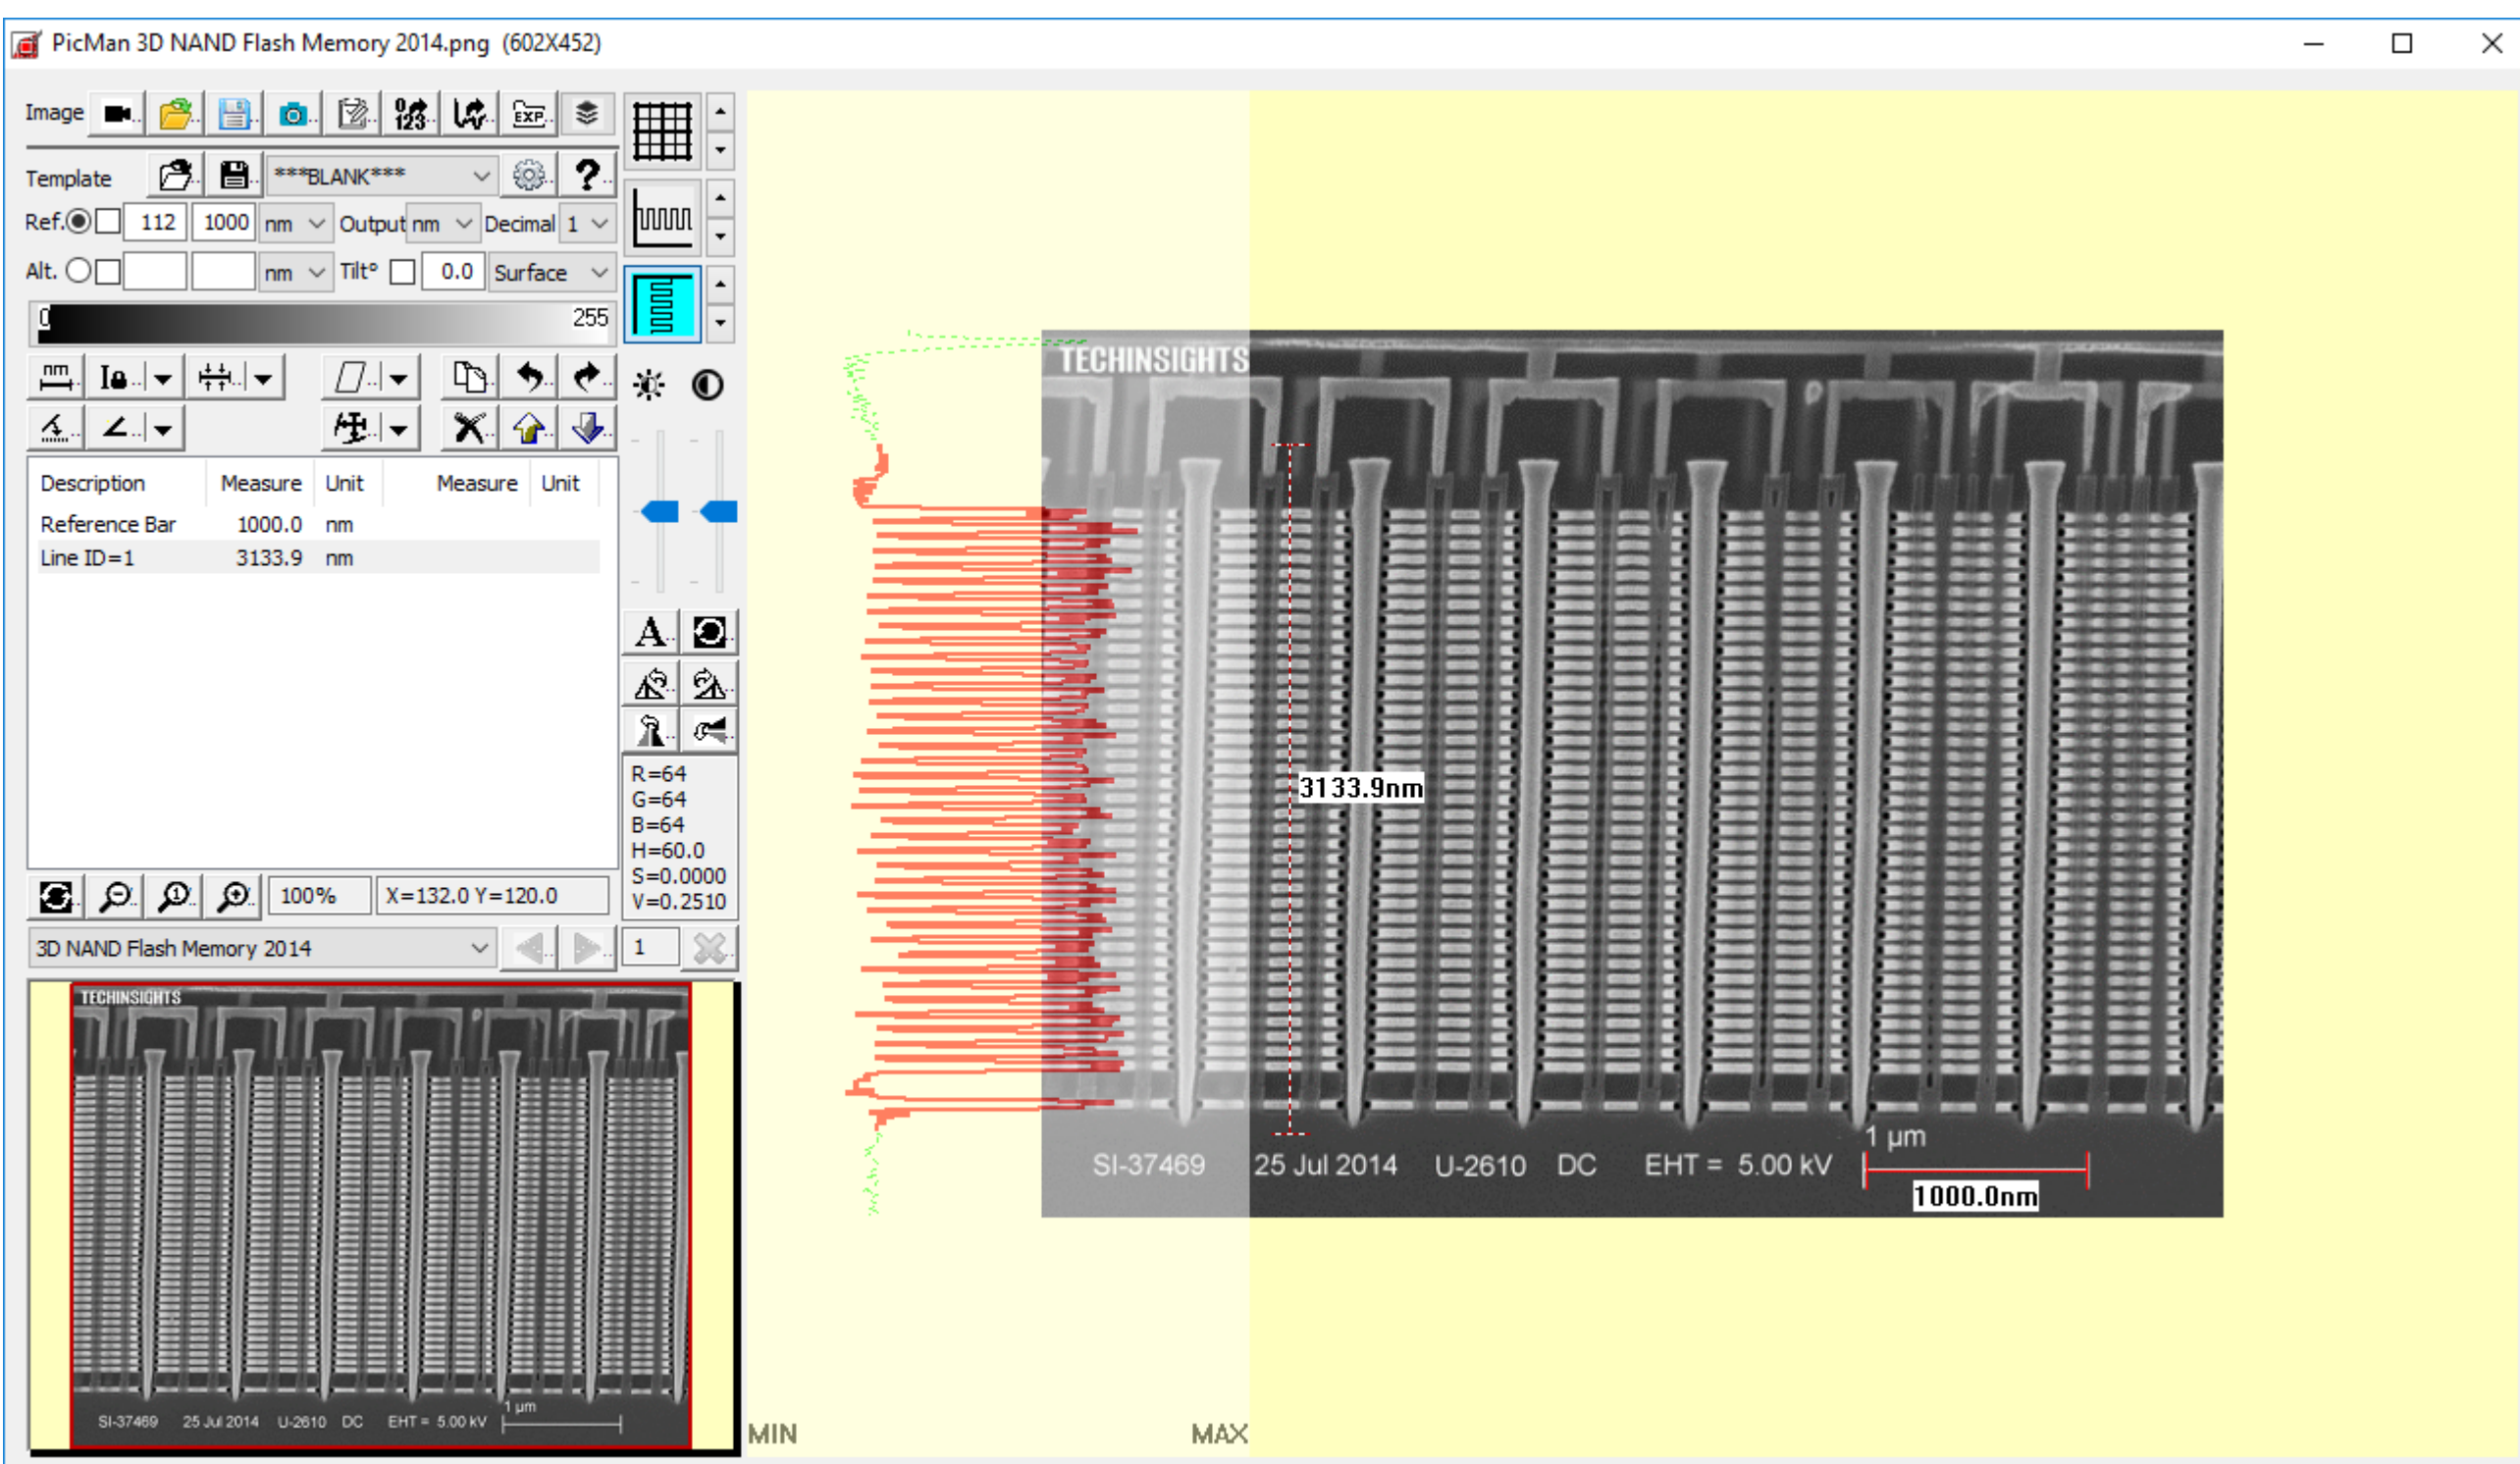 PicMan 3D NAND Flash Memory 2014.png (602X452)
Image
0 123
EXP
Template ***BLANK*** ?
Ref. 112 1000 nm Output nm Decimal 1
Alt. nm Tilt° 0.0 Surface
0 255
nm
Description Measure Unit Measure Unit
Reference Bar 1000.0 nm
Line ID=1 3133.9 nm
A
R=64
G=64
B=64
H=60.0
S=0.0000
V=0.2510
1
100% X=132.0 Y=120.0
3D NAND Flash Memory 2014 1
TECHINSIGHTS
1 µm
SI-37469 25 Jul 2014 U-2610 DC EHT = 5.00 kV
TECHINSIGHTS
3133.9nm
1 µm
SI-37469 25 Jul 2014 U-2610 DC EHT = 5.00 kV
1000.0nm
MIN MAX